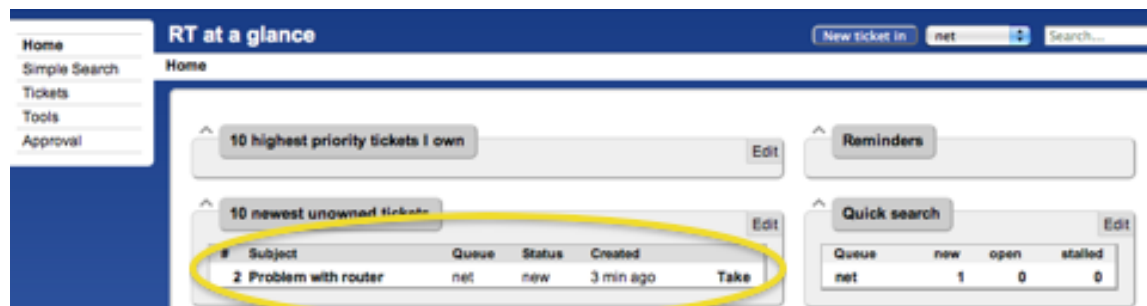 Home
Simple Search
Tickets
Tools
Approval
RT at a glance
New ticket in net Search...
Home
10 highest priority tickets I own
Edit
Reminders
10 newest unowned tickets
Edit
# Subject Queue Status Created
2 Problem with router net new 3 min ago Take
Quick search
Edit
Queue new open stalled
net 1 0 0